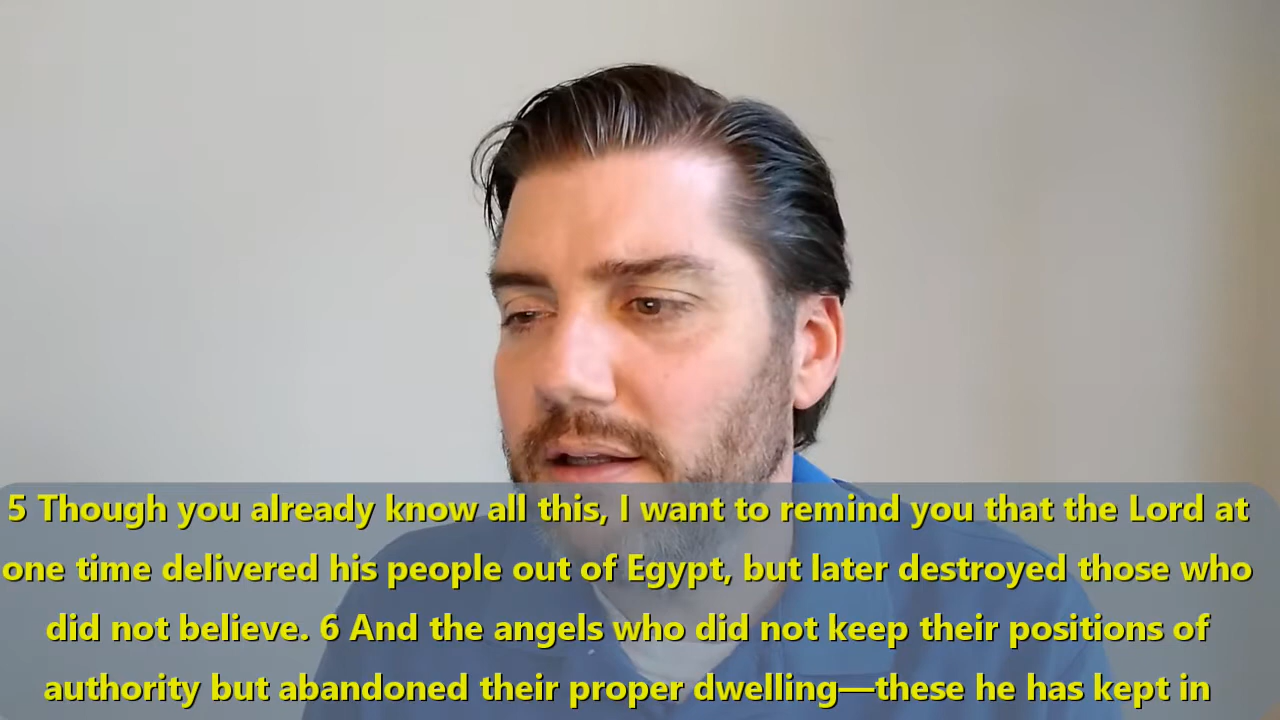 5 Though you already know all this, I want to remind you that the Lord at
one time delivered his people out of Egypt, but later destroyed those who
did not believe. 6 And the angels who did not keep their positions of
authority but abandoned their proper dwelling—these he has kept in